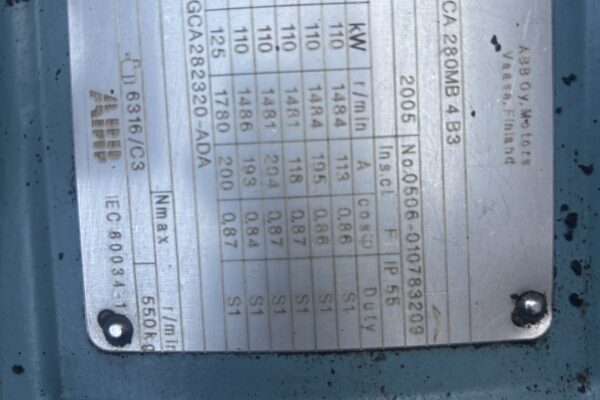 ABB Oy, Motors
Vaasa, Finland
CA 280MB 4 B3
2005 No. 0506-010783209
Inscl. F IP 55
kW r/min A cosφ Duty
110 1484 113 0,86 S1
110 1484 195 0,86 S1
110 1481 118 0,87 S1
110 1481 204 0,87 S1
110 1486 193 0,84 S1
125 1780 200 0,87 S1
GCA282320-ADA
Nmax r/min
6316/C3 550kg
ABB IEC 60034-1